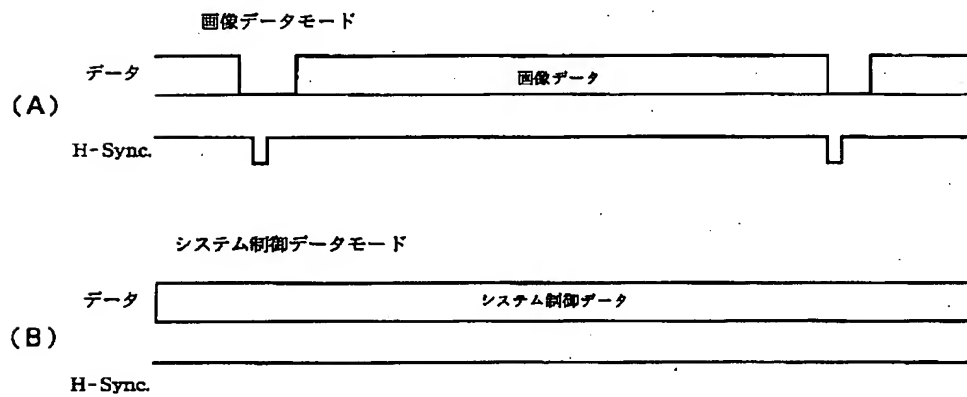 画像データモード
データ
画像データ
(A)
H-Sync.
システム制御データモード
データ
システム制御データ
(B)
H-Sync.